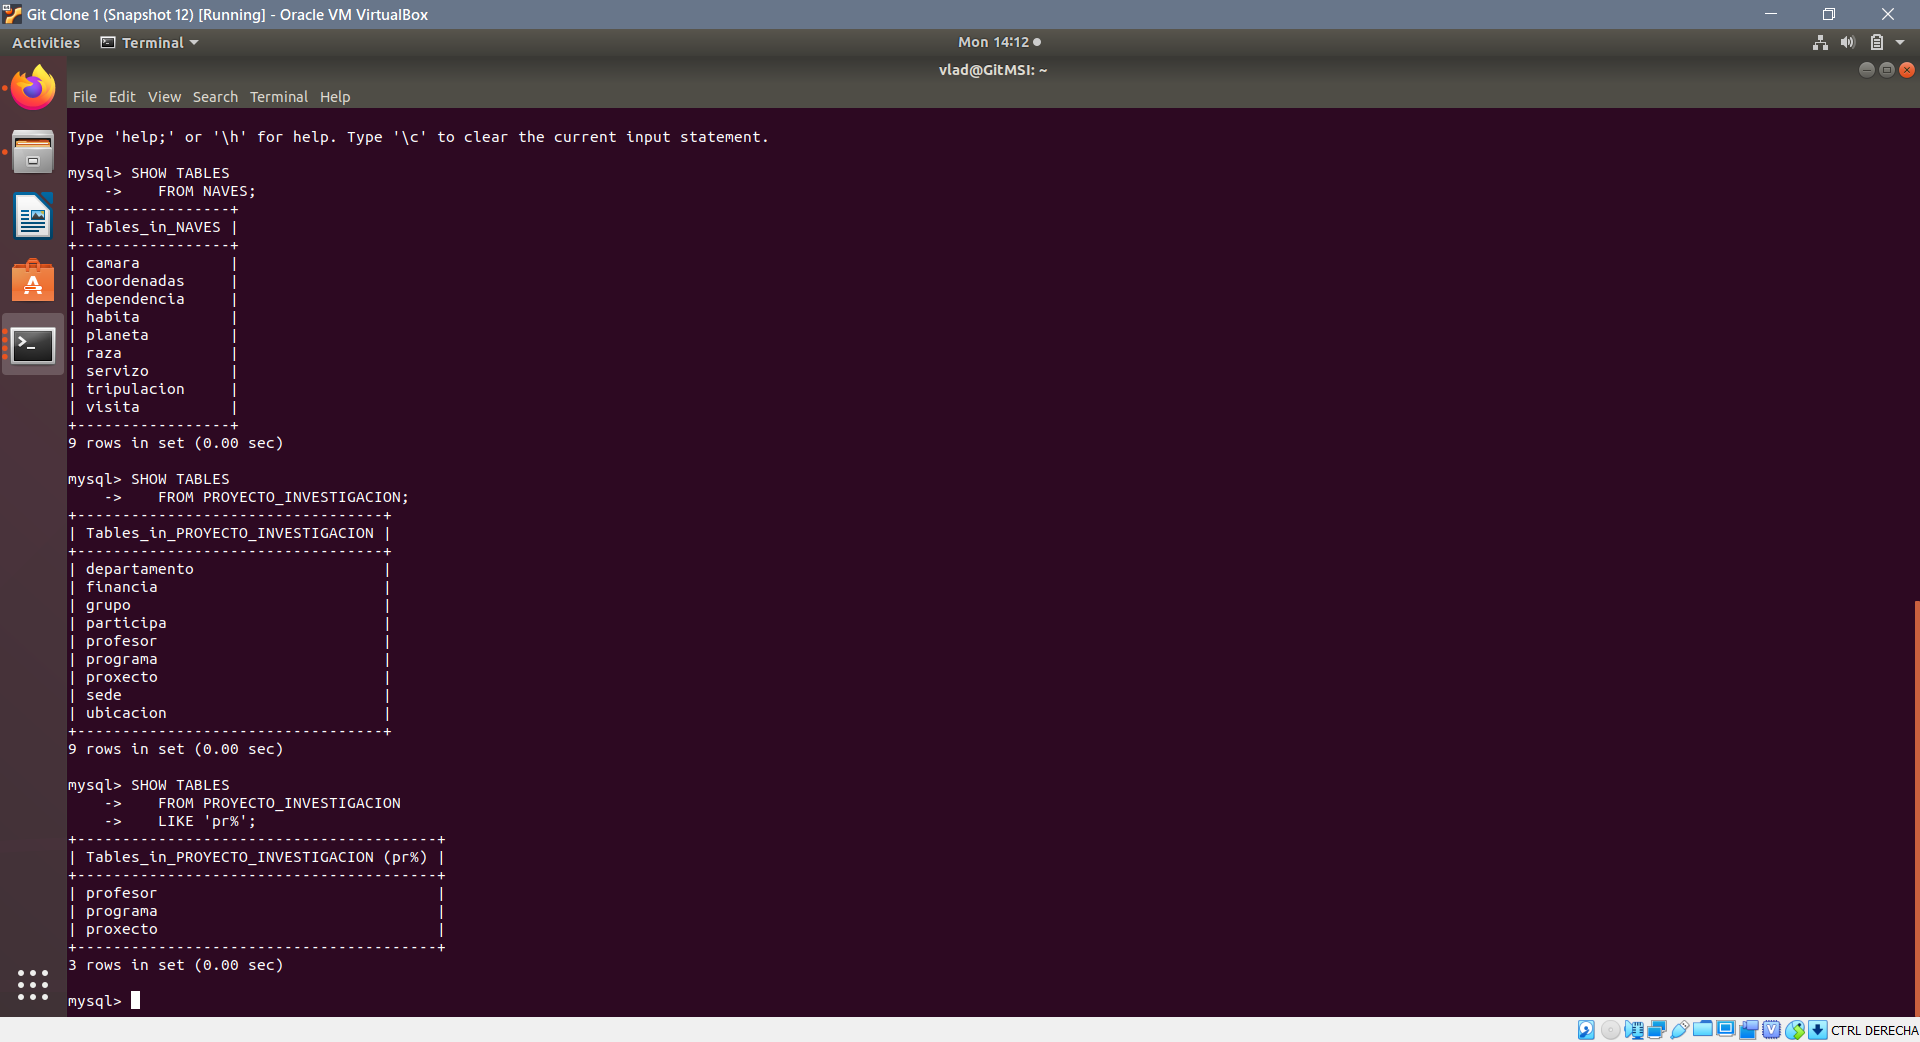 Git Clone 1 (Snapshot 12) [Running] - Oracle VM VirtualBox
Activities Terminal Mon 14:12
vlad@GitMSI: ~
File Edit View Search Terminal Help
Type 'help;' or '\h' for help. Type '\c' to clear the current input statement.
mysql> SHOW TABLES
    ->    FROM NAVES;
+-----------------+
| Tables_in_NAVES |
+-----------------+
| camara          |
| coordenadas     |
| dependencia     |
| habita          |
| planeta         |
| raza            |
| servizo         |
| tripulacion     |
| visita          |
+-----------------+
9 rows in set (0.00 sec)
mysql> SHOW TABLES
    ->    FROM PROYECTO_INVESTIGACION;
+----------------------------------+
| Tables_in_PROYECTO_INVESTIGACION |
+----------------------------------+
| departamento                     |
| financia                         |
| grupo                            |
| participa                        |
| profesor                         |
| programa                         |
| proxecto                         |
| sede                             |
| ubicacion                        |
+----------------------------------+
9 rows in set (0.00 sec)
mysql> SHOW TABLES
    ->    FROM PROYECTO_INVESTIGACION
    ->    LIKE 'pr%';
+----------------------------------------+
| Tables_in_PROYECTO_INVESTIGACION (pr%) |
+----------------------------------------+
| profesor                               |
| programa                               |
| proxecto                               |
+----------------------------------------+
3 rows in set (0.00 sec)
mysql>
CTRL DERECHA